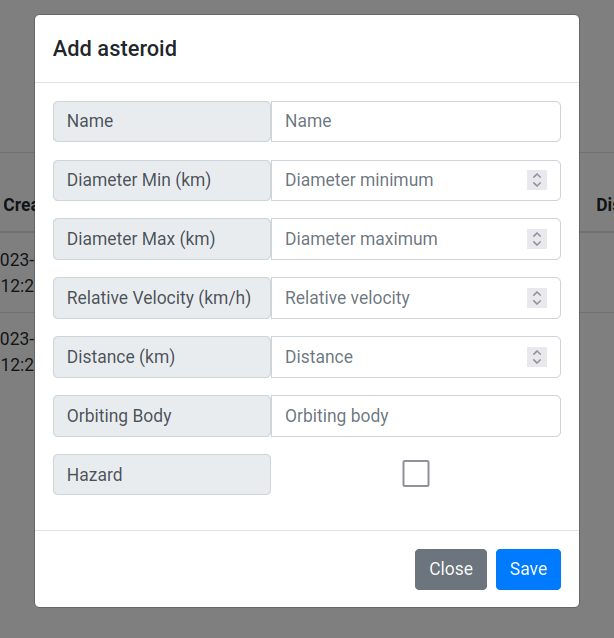 Add asteroid
Name Name
Diameter Min (km) Diameter minimum
Crea Dis
Diameter Max (km) Diameter maximum
023-
12:2
Relative Velocity (km/h) Relative velocity
023-
Distance (km) Distance
12:2
Orbiting Body Orbiting body
Hazard
Close Save